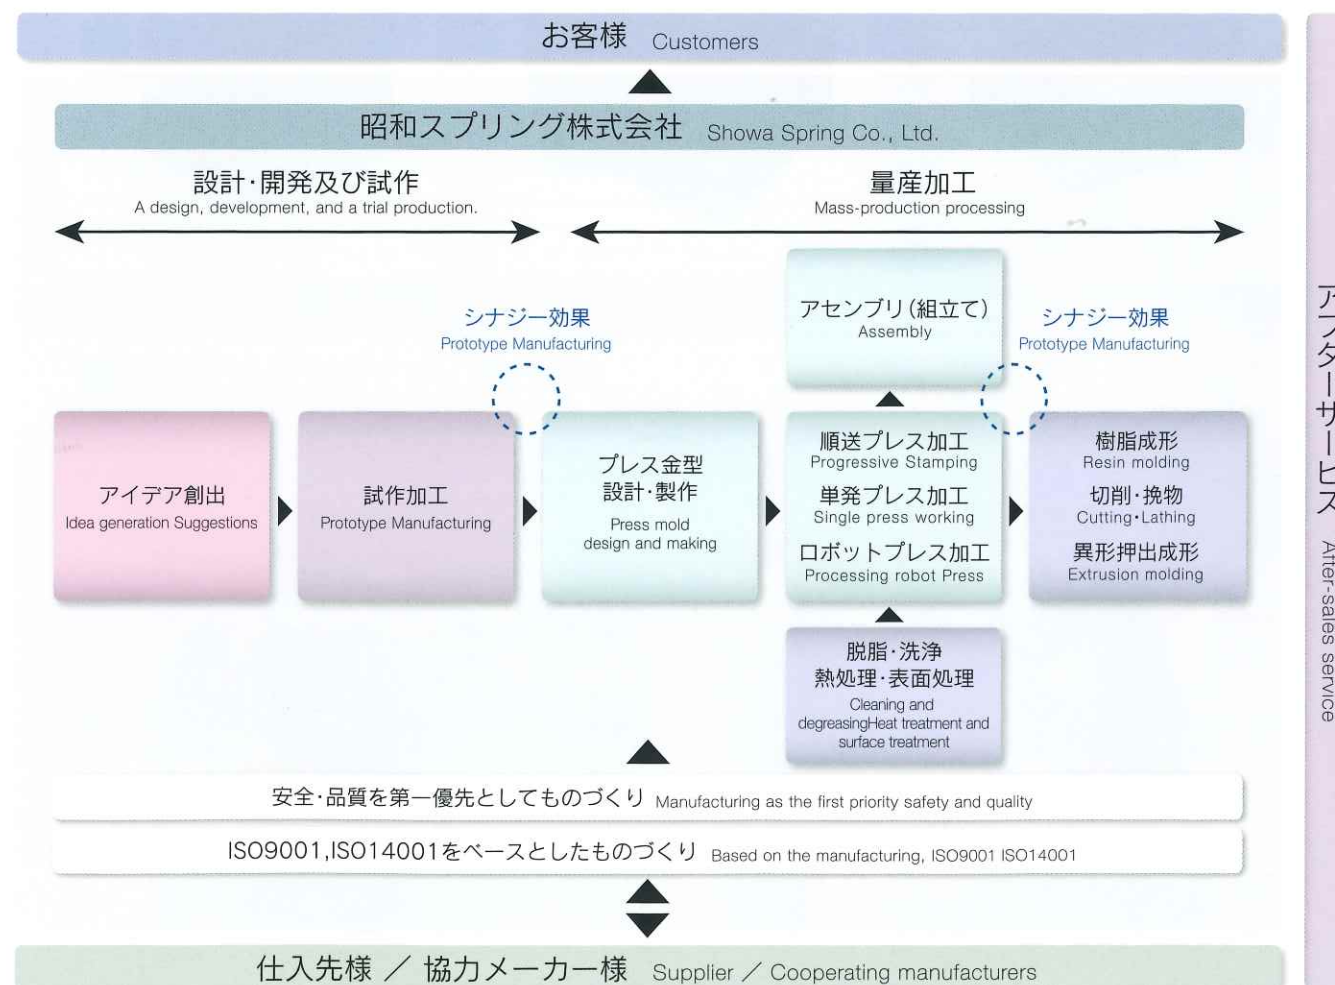 お客様 Customers
昭和スプリング株式会社 Showa Spring Co., Ltd.
設計・開発及び試作
A design, development, and a trial production.
量産加工
Mass-production processing
アセンブリ(組立て)
Assembly
シナジー効果
Prototype Manufacturing
シナジー効果
Prototype Manufacturing
アイデア創出
Idea generation Suggestions
試作加工
Prototype Manufacturing
プレス金型
設計・製作
Press mold
design and making
順送プレス加工
Progressive Stamping
単発プレス加工
Single press working
ロボットプレス加工
Processing robot Press
樹脂成形
Resin molding
切削・挽物
Cutting・Lathing
異形押出成形
Extrusion molding
脱脂・洗浄
熱処理・表面処理
Cleaning and
degreasingHeat treatment and
surface treatment
安全・品質を第一優先としてものづくり Manufacturing as the first priority safety and quality
ISO9001,ISO14001をベースとしたものづくり Based on the manufacturing, ISO9001 ISO14001
仕入先様 / 協力メーカー様 Supplier / Cooperating manufacturers
アフターサービス After-sales service